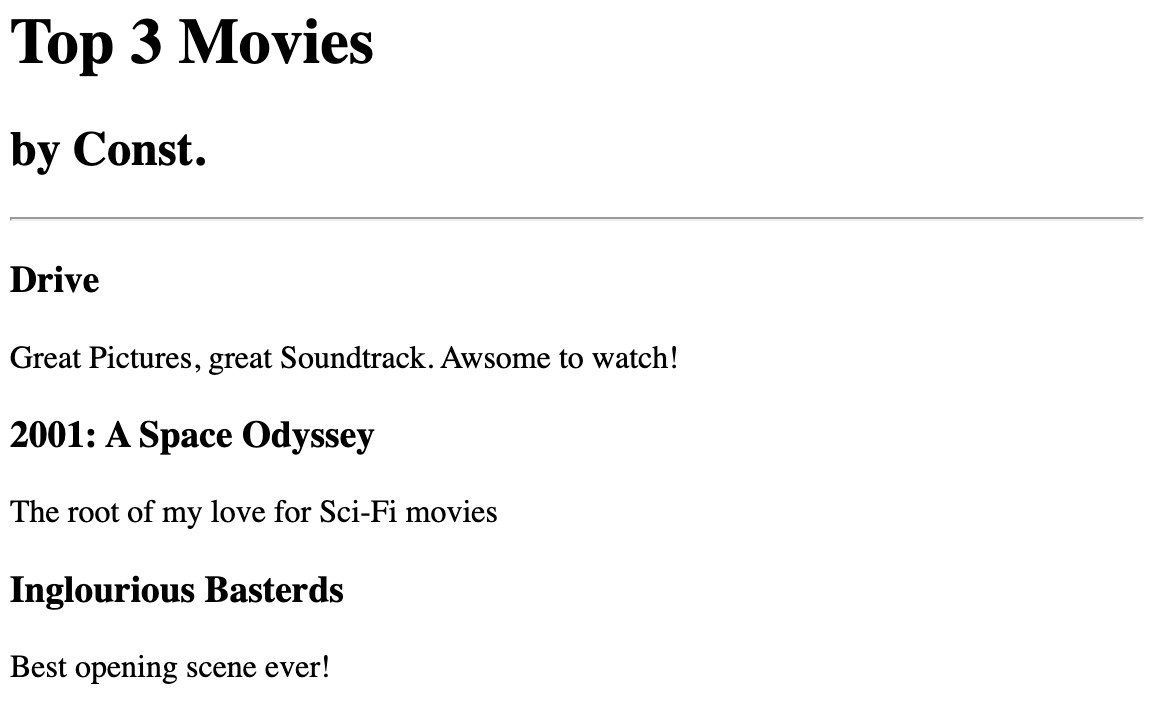 Top 3 Movies
by Const.
Drive
Great Pictures, great Soundtrack. Awsome to watch!
2001: A Space Odyssey
The root of my love for Sci-Fi movies
Inglourious Basterds
Best opening scene ever!